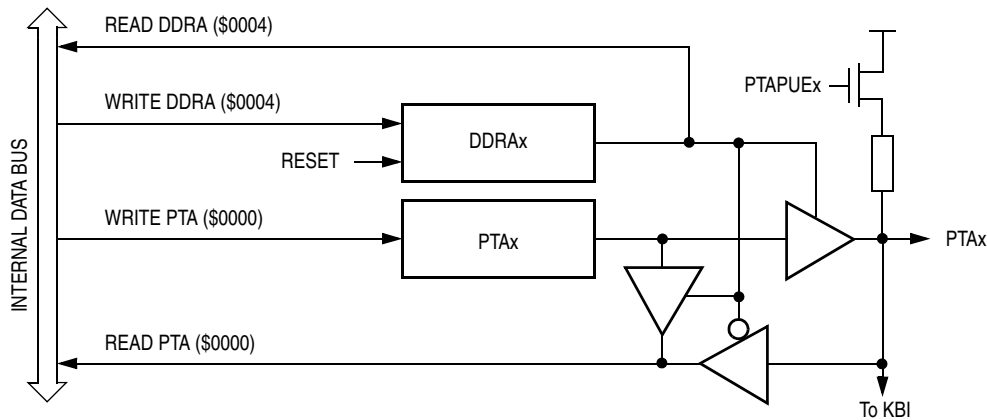 READ DDRA ($0004)
PTAPUEx
WRITE DDRA ($0004)
DDRAx
RESET
INTERNAL DATA BUS
WRITE PTA ($0000)
PTAx
PTAx
READ PTA ($0000)
To KBI